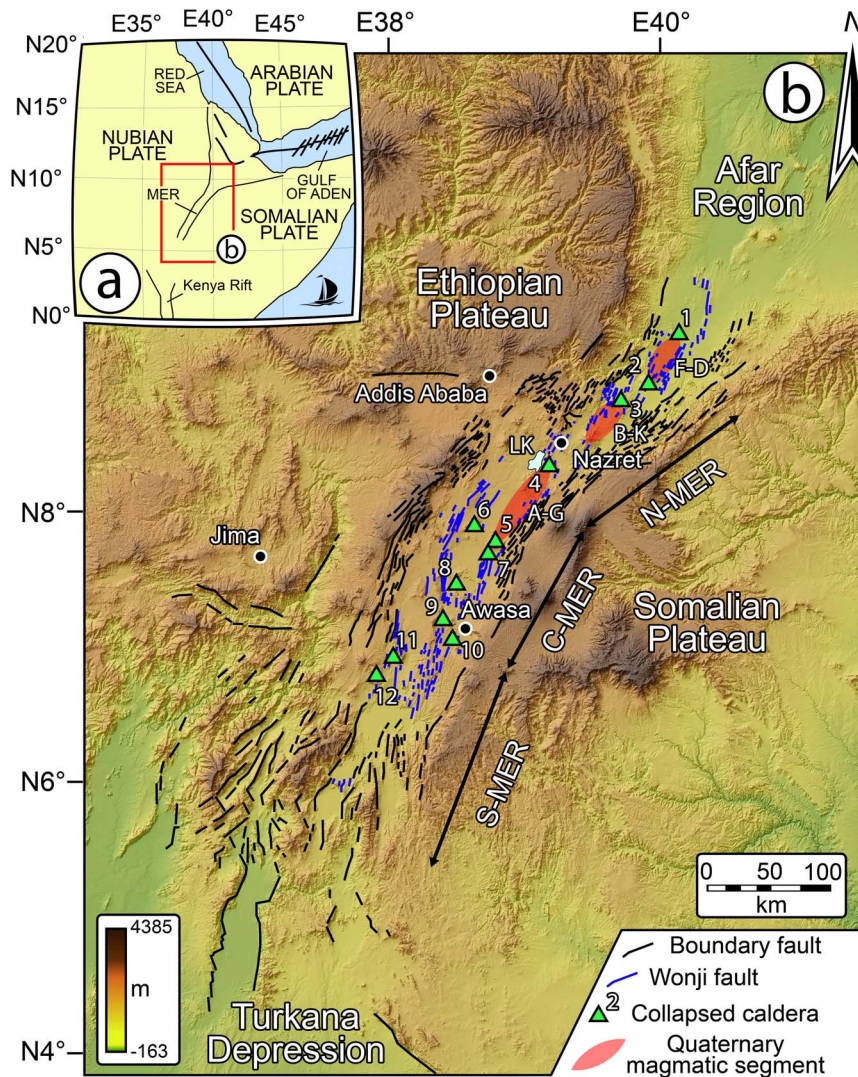 E38°
E40°
N
E35°
E40°
E45°
N20°
N15°
N10°
N5°
N0°
RED
SEA
ARABIAN
PLATE
NUBIAN
PLATE
MER
GULF
OF ADEN
SOMALIAN
PLATE
b
a
Kenya Rift
b
Afar
Region
Ethiopian
Plateau
Addis Ababa
1
F-D
2
3
B-K
LK
Nazret
4
A-G
N-MER
N8°
6
5
7
Jima
8
C-MER
Somalian
Plateau
9
Awasa
10
11
12
N6°
S-MER
0 50 100
km
4385
m
-163
Turkana
Depression
N4°
Boundary fault
Wonji fault
2
Collapsed caldera
Quaternary
magmatic segment